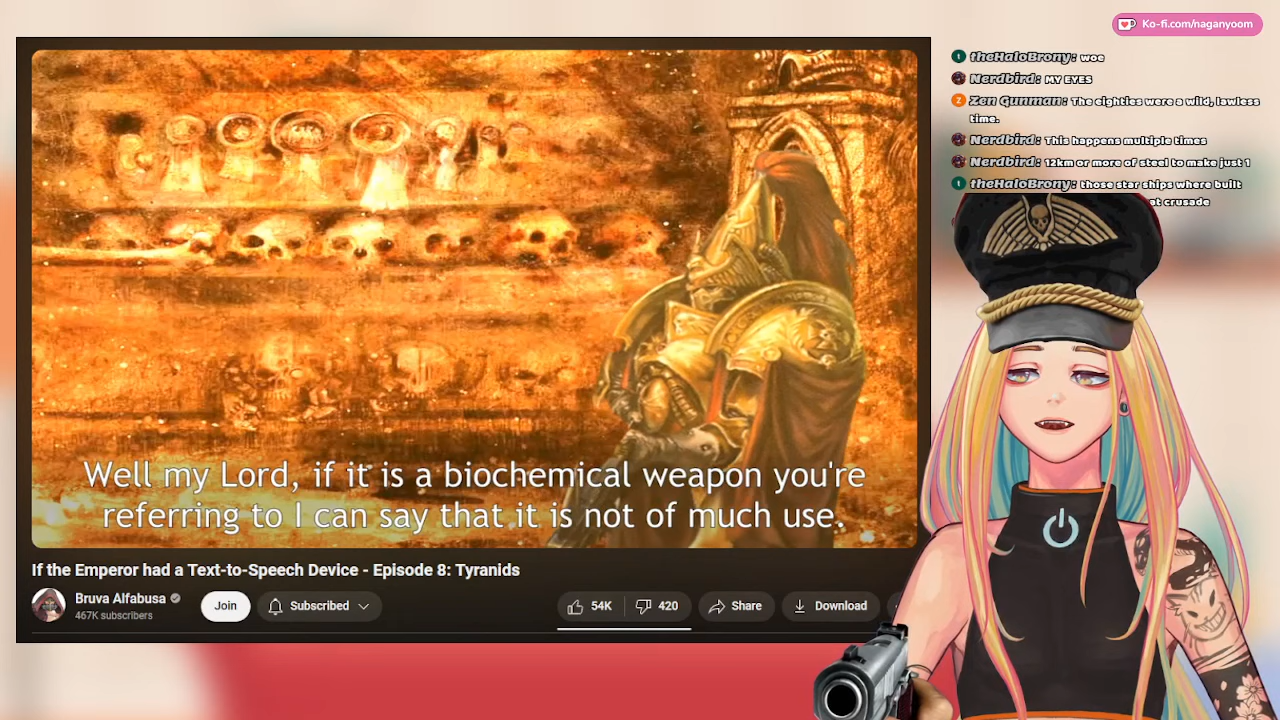 Ko-fi.com/naganyoom
theHaloBrony: woe
Nerdbird: MY EYES
Z
Zen Gunman: The eighties were a wild, lawless
time.
Nerdbird: This happens multiple times
Nerdbird: 12km or more of steel to make just 1
theHaloBrony: those star ships where built
at crusade
Well my Lord, if it is a biochemical weapon you're
referring to I can say that it is not of much use.
If the Emperor had a Text-to-Speech Device - Episode 8: Tyranids
Bruva Alfabusa
467K subscribers
Join
Subscribed
54K
420
Share
Download